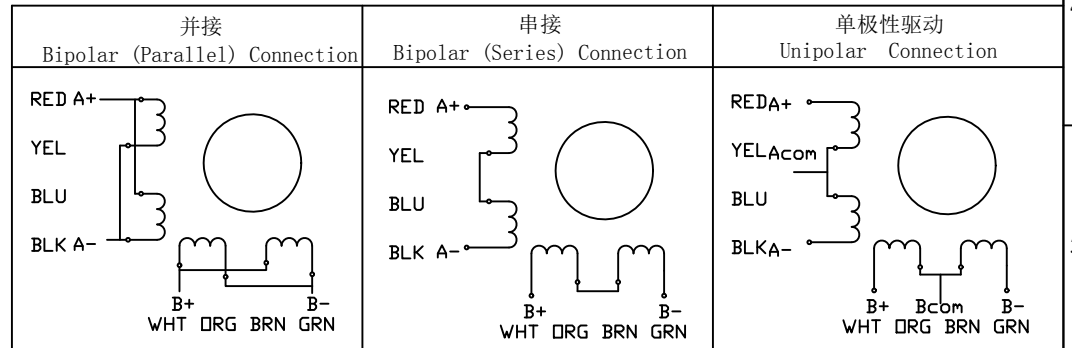 并接
Bipolar (Parallel) Connection
串接
Bipolar (Series) Connection
单极性驱动
Unipolar Connection
RED A+
YEL
BLU
BLK A-
B+ B-
WHT ORG BRN GRN
RED A+
YEL
BLU
BLK A-
B+ B-
WHT ORG BRN GRN
REDA+
YELAcom
BLU
BLKA-
B+ Bcom B-
WHT ORG BRN GRN